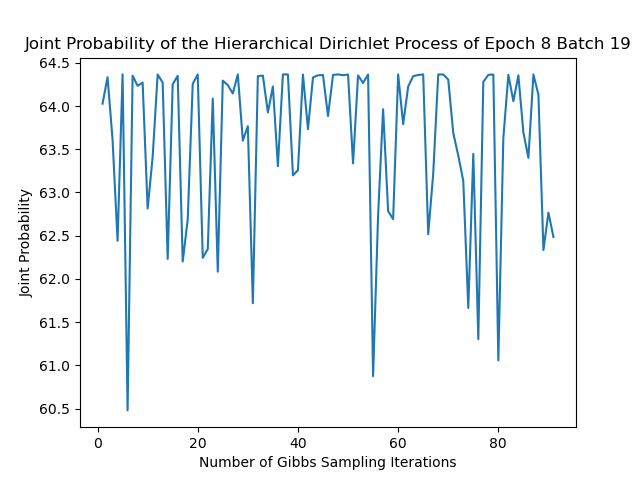 Joint Probability of the Hierarchical Dirichlet Process of Epoch 8 Batch 19
64.5
64.0
63.5
63.0
62.5
62.0
61.5
61.0
60.5
Joint Probability
0 20 40 60 80
Number of Gibbs Sampling Iterations